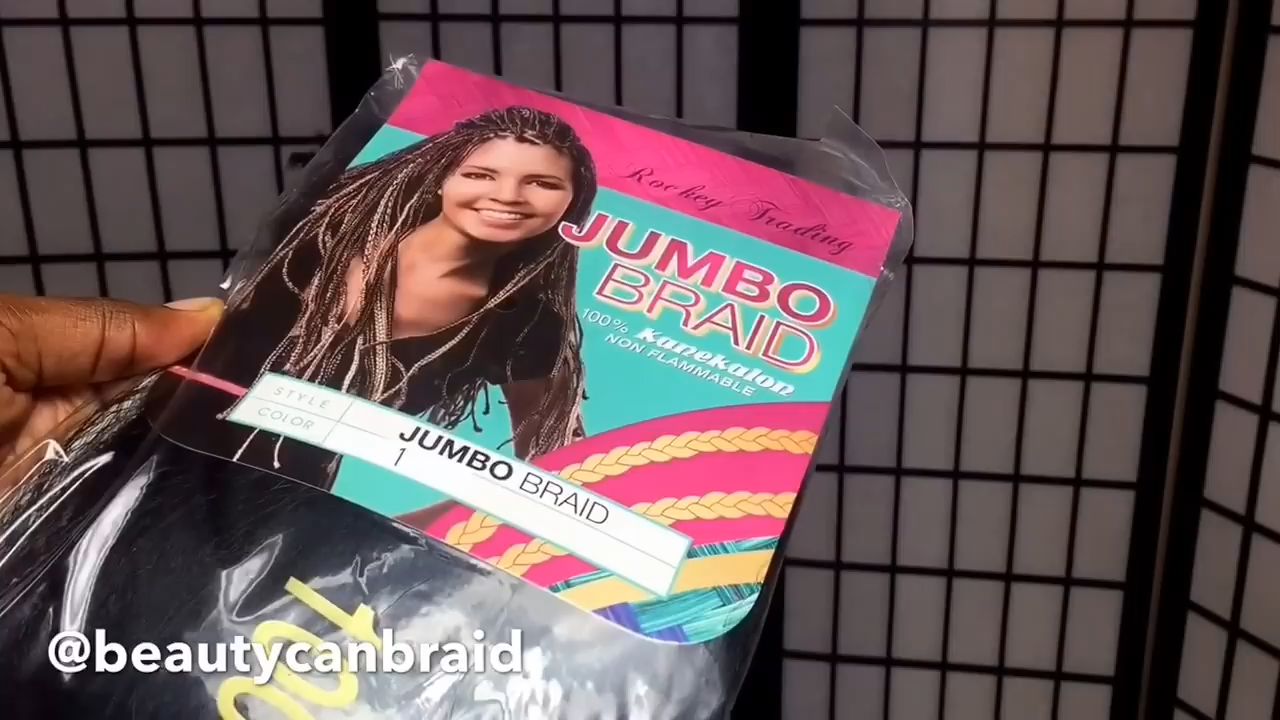 Rockey Trading
JUMBO
BRAID
100% Kanekalon
NON FLAMMABLE
STYLE JUMBO BRAID
COLOR 1
@beautycanbraid